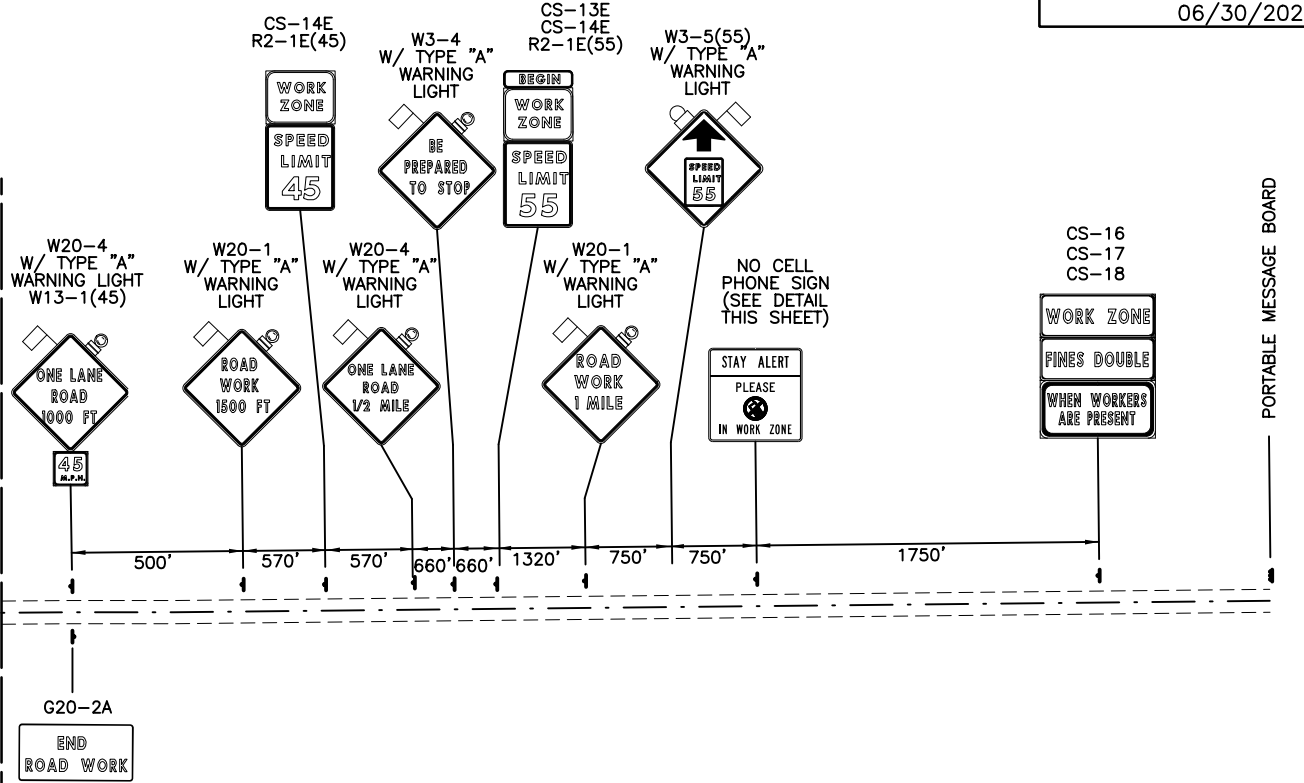 06/30/202
CS-14E
R2-1E(45)
WORK
ZONE
SPEED
LIMIT
45
W3-4
W/ TYPE "A"
WARNING
LIGHT
BE
PREPARED
TO STOP
CS-13E
CS-14E
R2-1E(55)
BEGIN
WORK
ZONE
SPEED
LIMIT
55
W3-5(55)
W/ TYPE "A"
WARNING
LIGHT
SPEED
LIMIT
55
W20-4
W/ TYPE "A"
WARNING LIGHT
W13-1(45)
ONE LANE
ROAD
1000 FT
45
M.P.H.
W20-1
W/ TYPE "A"
WARNING
LIGHT
ROAD
WORK
1500 FT
W20-4
W/ TYPE "A"
WARNING
LIGHT
ONE LANE
ROAD
1/2 MILE
W20-1
W/ TYPE "A"
WARNING
LIGHT
ROAD
WORK
1 MILE
NO CELL
PHONE SIGN
(SEE DETAIL
THIS SHEET)
STAY ALERT
PLEASE
IN WORK ZONE
CS-16
CS-17
CS-18
WORK ZONE
FINES DOUBLE
WHEN WORKERS
ARE PRESENT
PORTABLE MESSAGE BOARD
500'
570'
570'
660'
660'
1320'
750'
750'
1750'
G20-2A
END
ROAD WORK